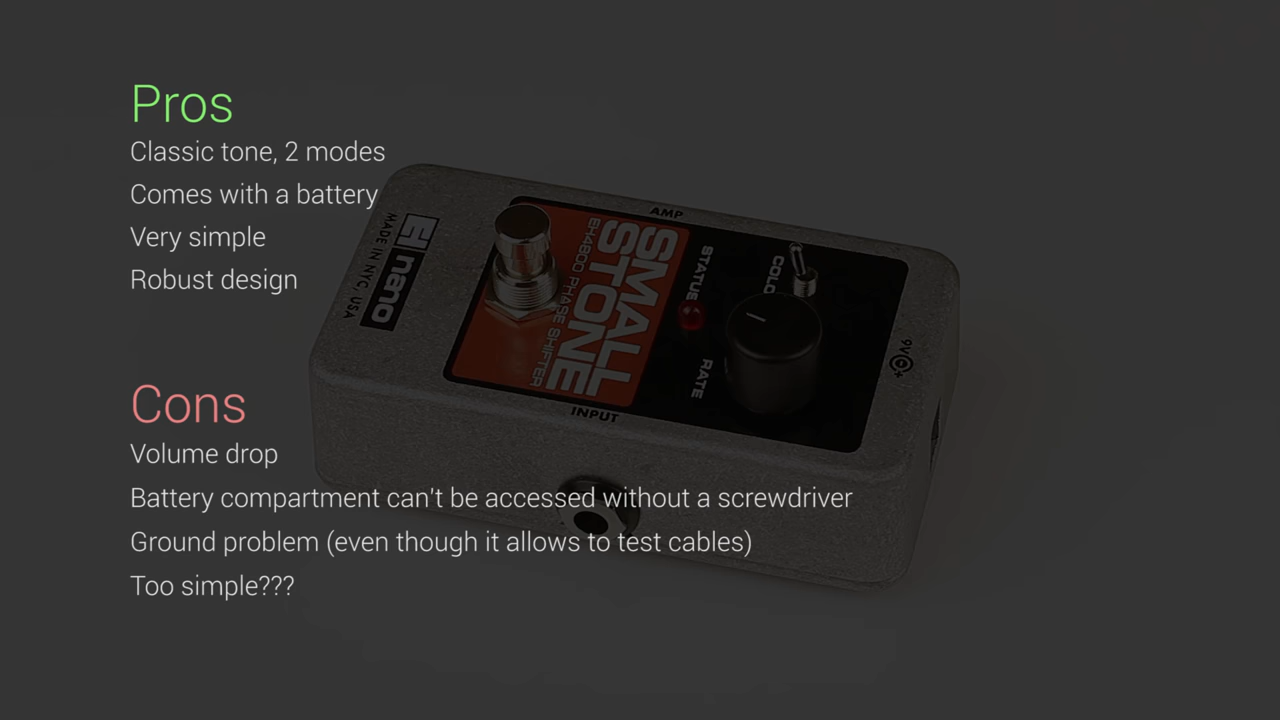 Pros
Classic tone, 2 modes
Comes with a battery
Very simple
Robust design
Cons
Volume drop
Battery compartment can't be accessed without a screwdriver
Ground problem (even though it allows to test cables)
Too simple???
AMP
EH nano
MADE IN NYC, USA
SMALL
STONE
EH4800 PHASE SHIFTER
STATUS
COLO
RATE
INPUT
9V